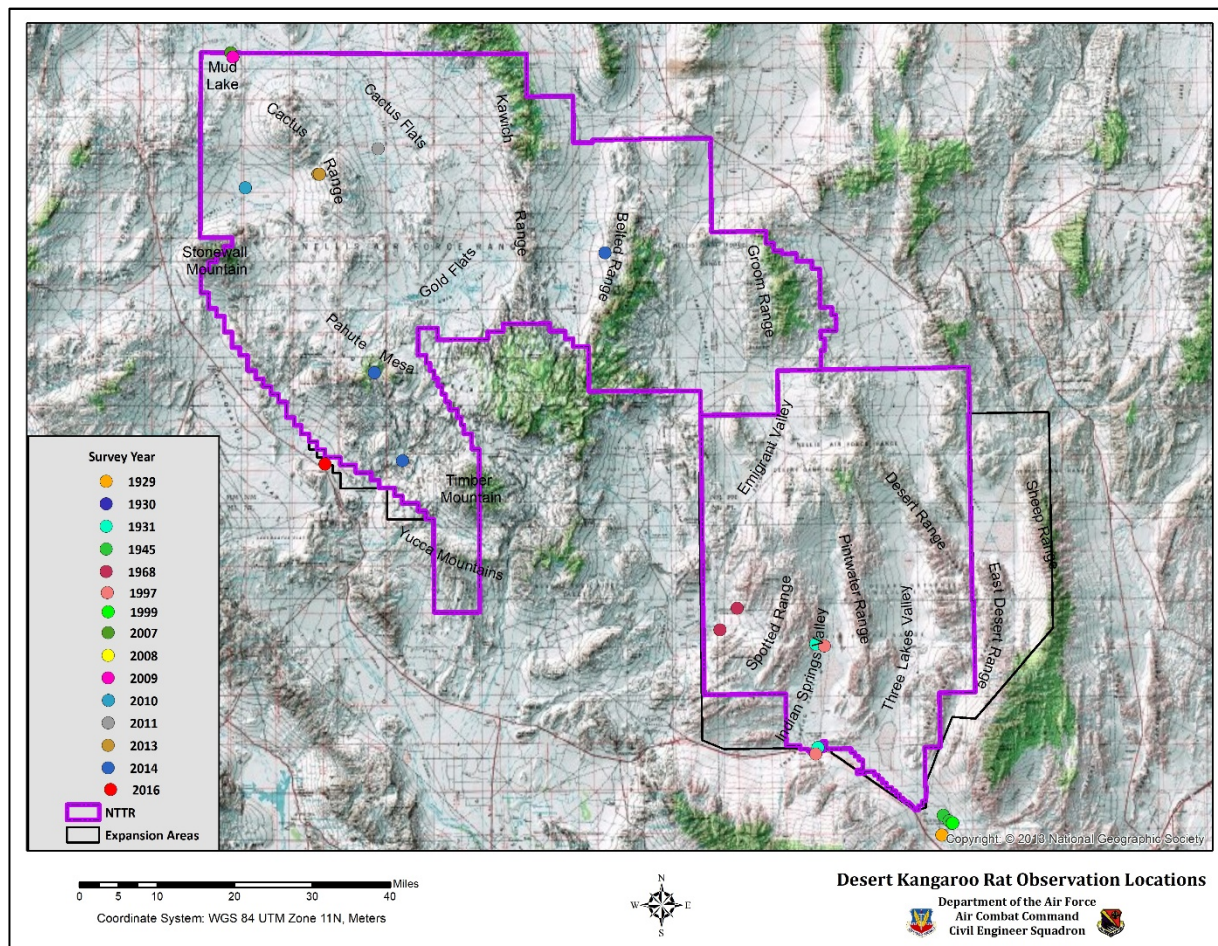 Mud
Lake
Cactus
Range
Cactus Flats
Kawich
Range
Stonewall
Mountain
NELLIS AIR FORCE RANGE
Gold Flats
Belted Range
Groom Range
Pahute
Mesa
Timber
Mountain
Yucca Mountains
Emigrant Valley
Desert Range
Sheep Range
Pintwater Range
Spotted Range
Indian Springs Valley
Three Lakes Valley
East Desert Range
Survey Year
1929
1930
1931
1945
1968
1997
1999
2007
2008
2009
2010
2011
2013
2014
2016
NTTR
Expansion Areas
Copyright: © 2013 National Geographic Society
Miles
0 5 10 20 30 40
Coordinate System: WGS 84 UTM Zone 11N, Meters
N
W E
S
Desert Kangaroo Rat Observation Locations
Department of the Air Force
Air Combat Command
Civil Engineer Squadron